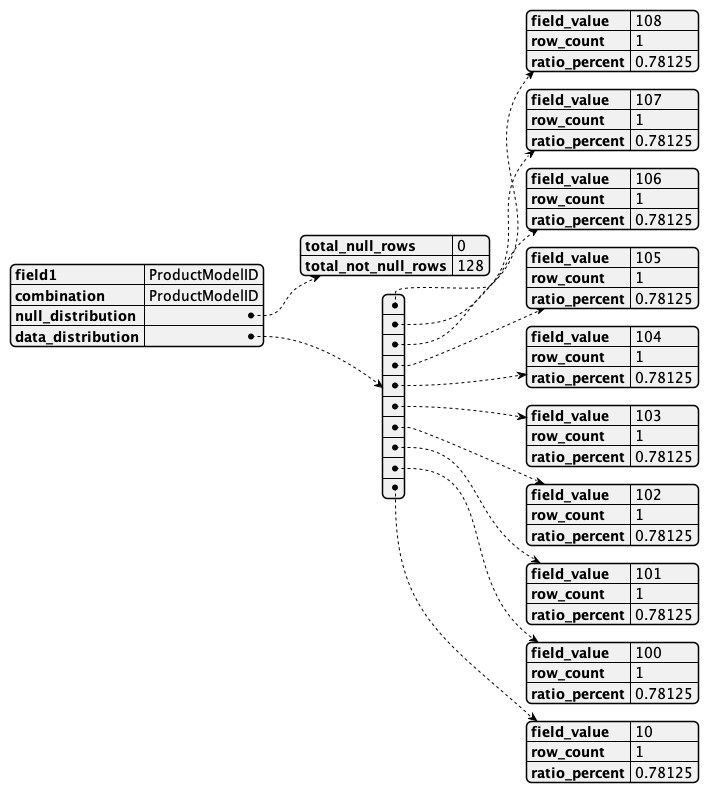 field_value 108
row_count 1
ratio_percent 0.78125
field_value 107
row_count 1
ratio_percent 0.78125
field_value 106
row_count 1
ratio_percent 0.78125
total_null_rows 0
total_not_null_rows 128
field1 ProductModelID
combination ProductModelID
null_distribution
data_distribution
field_value 105
row_count 1
ratio_percent 0.78125
field_value 104
row_count 1
ratio_percent 0.78125
field_value 103
row_count 1
ratio_percent 0.78125
field_value 102
row_count 1
ratio_percent 0.78125
field_value 101
row_count 1
ratio_percent 0.78125
field_value 100
row_count 1
ratio_percent 0.78125
field_value 10
row_count 1
ratio_percent 0.78125